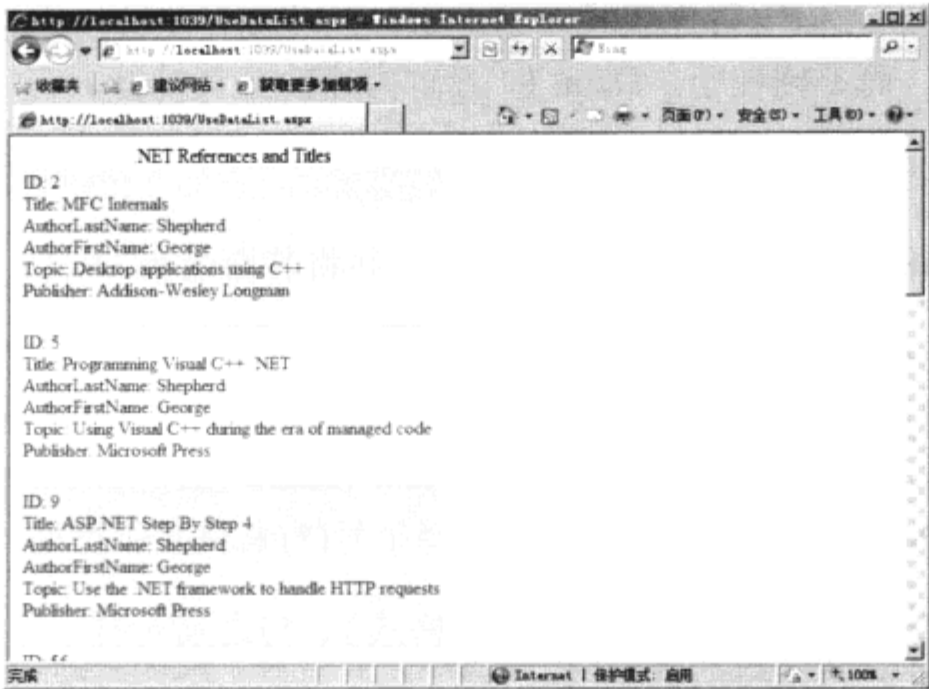 http://localhost:1039/UseDataList.aspx - Windows Internet Explorer
http://localhost:1039/UseDataList.aspx
Bing
收藏夹 建议网站 获取更多加载项
http://localhost:1039/UseDataList.aspx 页面(P) 安全(S) 工具(O)
.NET References and Titles
ID: 2
Title: MFC Internals
AuthorLastName: Shepherd
AuthorFirstName: George
Topic: Desktop applications using C++
Publisher: Addison-Wesley Longman
ID: 5
Title: Programming Visual C++ .NET
AuthorLastName: Shepherd
AuthorFirstName: George
Topic: Using Visual C++ during the era of managed code
Publisher: Microsoft Press
ID: 9
Title: ASP.NET Step By Step 4
AuthorLastName: Shepherd
AuthorFirstName: George
Topic: Use the .NET framework to handle HTTP requests
Publisher: Microsoft Press
完成 Internet | 保护模式: 启用 100%